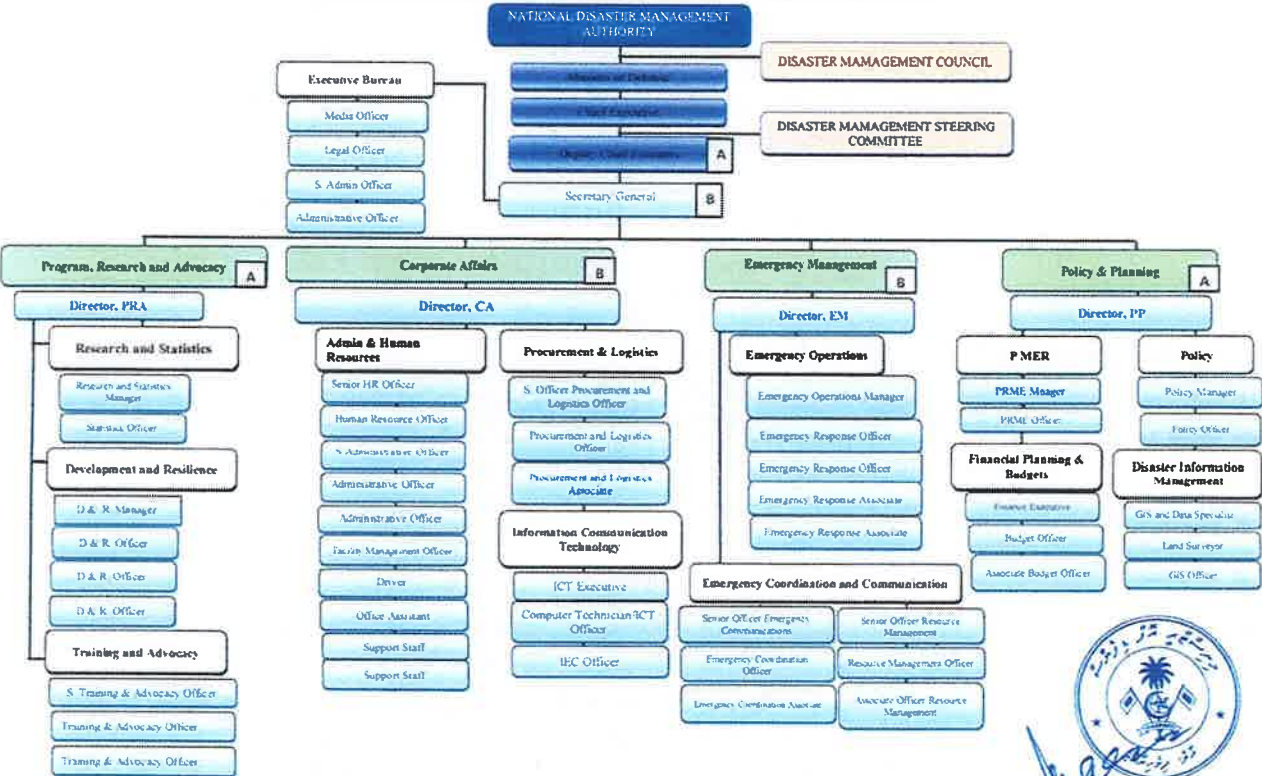 NATIONAL DISASTER MANAGEMENT
AUTHORITY
DISASTER MAMAGEMENT COUNCIL
Minister of Defence
Chief Executive
DISASTER MAMAGEMENT STEERING
COMMITTEE
Deputy Chief Executive
A
Secretary General
B
Executive Bureau
Media Officer
Legal Officer
S. Admin Officer
Administrative Officer
Program, Research and Advocacy
A
Director, PRA
Research and Statistics
Research and Statistics
Manager
Statistics Officer
Development and Resilience
D & R Manager
D & R Officer
D & R Officer
D & R Officer
Training and Advocacy
S. Training & Advocacy Officer
Training & Advocacy Officer
Training & Advocacy Officer
Corporate Affairs
B
Director, CA
Admin & Human
Resources
Senior HR Officer
Human Resource Officer
S Administrative Officer
Administrative Officer
Administrative Officer
Facility Management Officer
Driver
Office Assistant
Support Staff
Support Staff
Procurement & Logistics
S. Officer Procurement and
Logistics Officer
Procurement and Logistics
Officer
Procurement and Logistics
Associate
Information Communication
Technology
ICT Executive
Computer Technician/ICT
Officer
IEC Officer
Emergency Management
B
Director, EM
Emergency Operations
Emergency Operations Manager
Emergency Response Officer
Emergency Response Officer
Emergency Response Associate
Emergency Response Associate
Emergency Coordination and Communication
Senior Officer Emergency
Communications
Emergency Coordination
Officer
Emergency Coordination Associate
Senior Officer Resource
Management
Resource Management Officer
Associate Officer Resource
Management
Policy & Planning
A
Director, PP
PMER
PRME Mnager
PRME Officer
Financial Planning &
Budgets
Finance Executive
Budget Officer
Associate Budget Officer
Policy
Policy Manager
Policy Officer
Disaster Information
Management
GIS and Data Specialist
Land Surveyor
GIS Officer